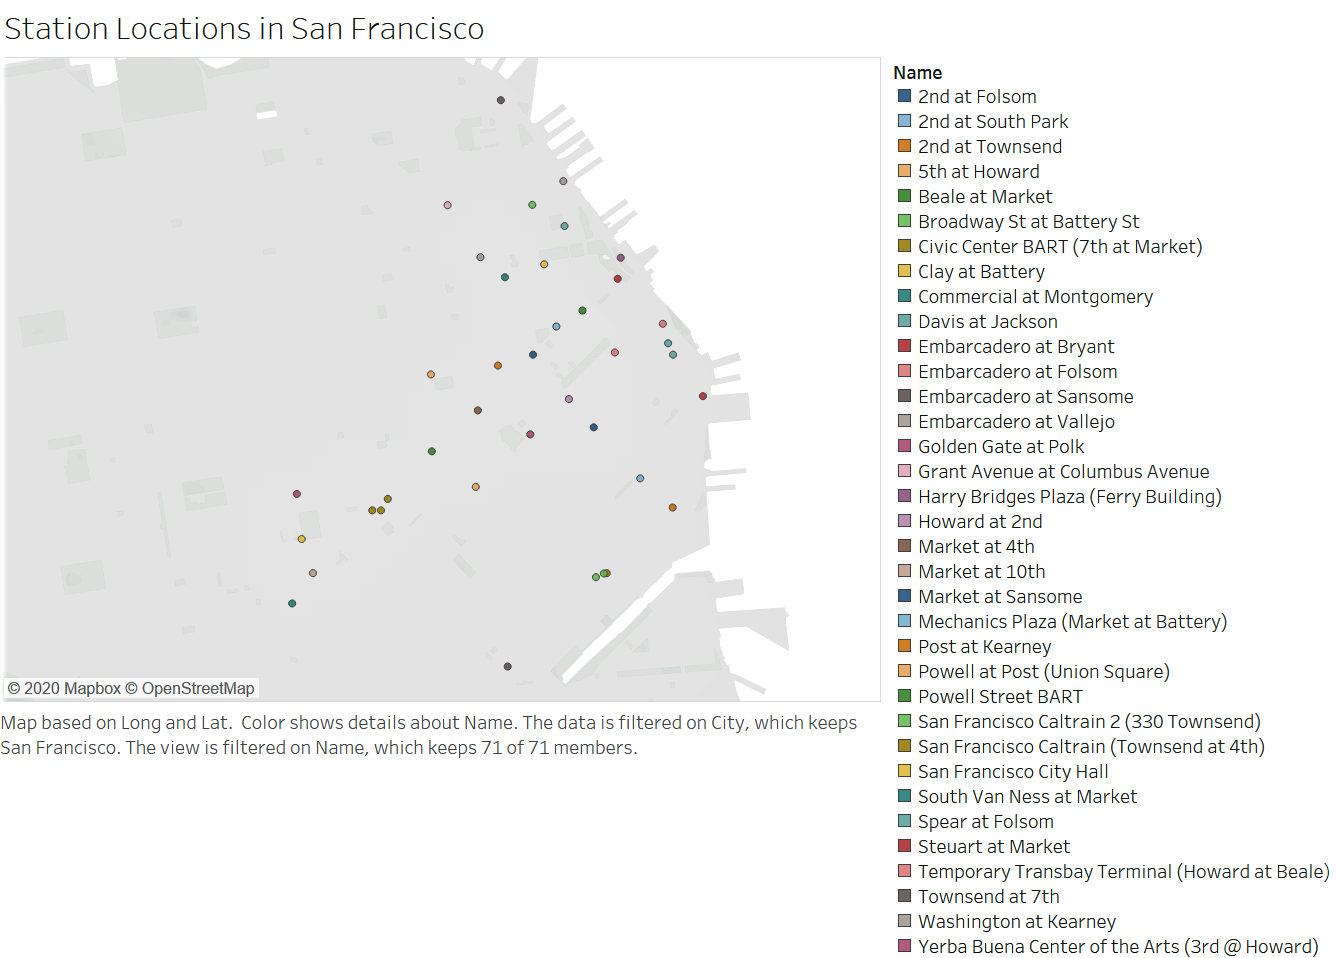 Station Locations in San Francisco
Name
2nd at Folsom
2nd at South Park
2nd at Townsend
5th at Howard
Beale at Market
Broadway St at Battery St
Civic Center BART (7th at Market)
Clay at Battery
Commercial at Montgomery
Davis at Jackson
Embarcadero at Bryant
Embarcadero at Folsom
Embarcadero at Sansome
Embarcadero at Vallejo
Golden Gate at Polk
Grant Avenue at Columbus Avenue
Harry Bridges Plaza (Ferry Building)
Howard at 2nd
Market at 4th
Market at 10th
Market at Sansome
Mechanics Plaza (Market at Battery)
Post at Kearney
Powell at Post (Union Square)
Powell Street BART
San Francisco Caltrain 2 (330 Townsend)
San Francisco Caltrain (Townsend at 4th)
San Francisco City Hall
South Van Ness at Market
Spear at Folsom
Steuart at Market
Temporary Transbay Terminal (Howard at Beale)
Townsend at 7th
Washington at Kearney
Yerba Buena Center of the Arts (3rd @ Howard)
© 2020 Mapbox © OpenStreetMap
Map based on Long and Lat. Color shows details about Name. The data is filtered on City, which keeps
San Francisco. The view is filtered on Name, which keeps 71 of 71 members.